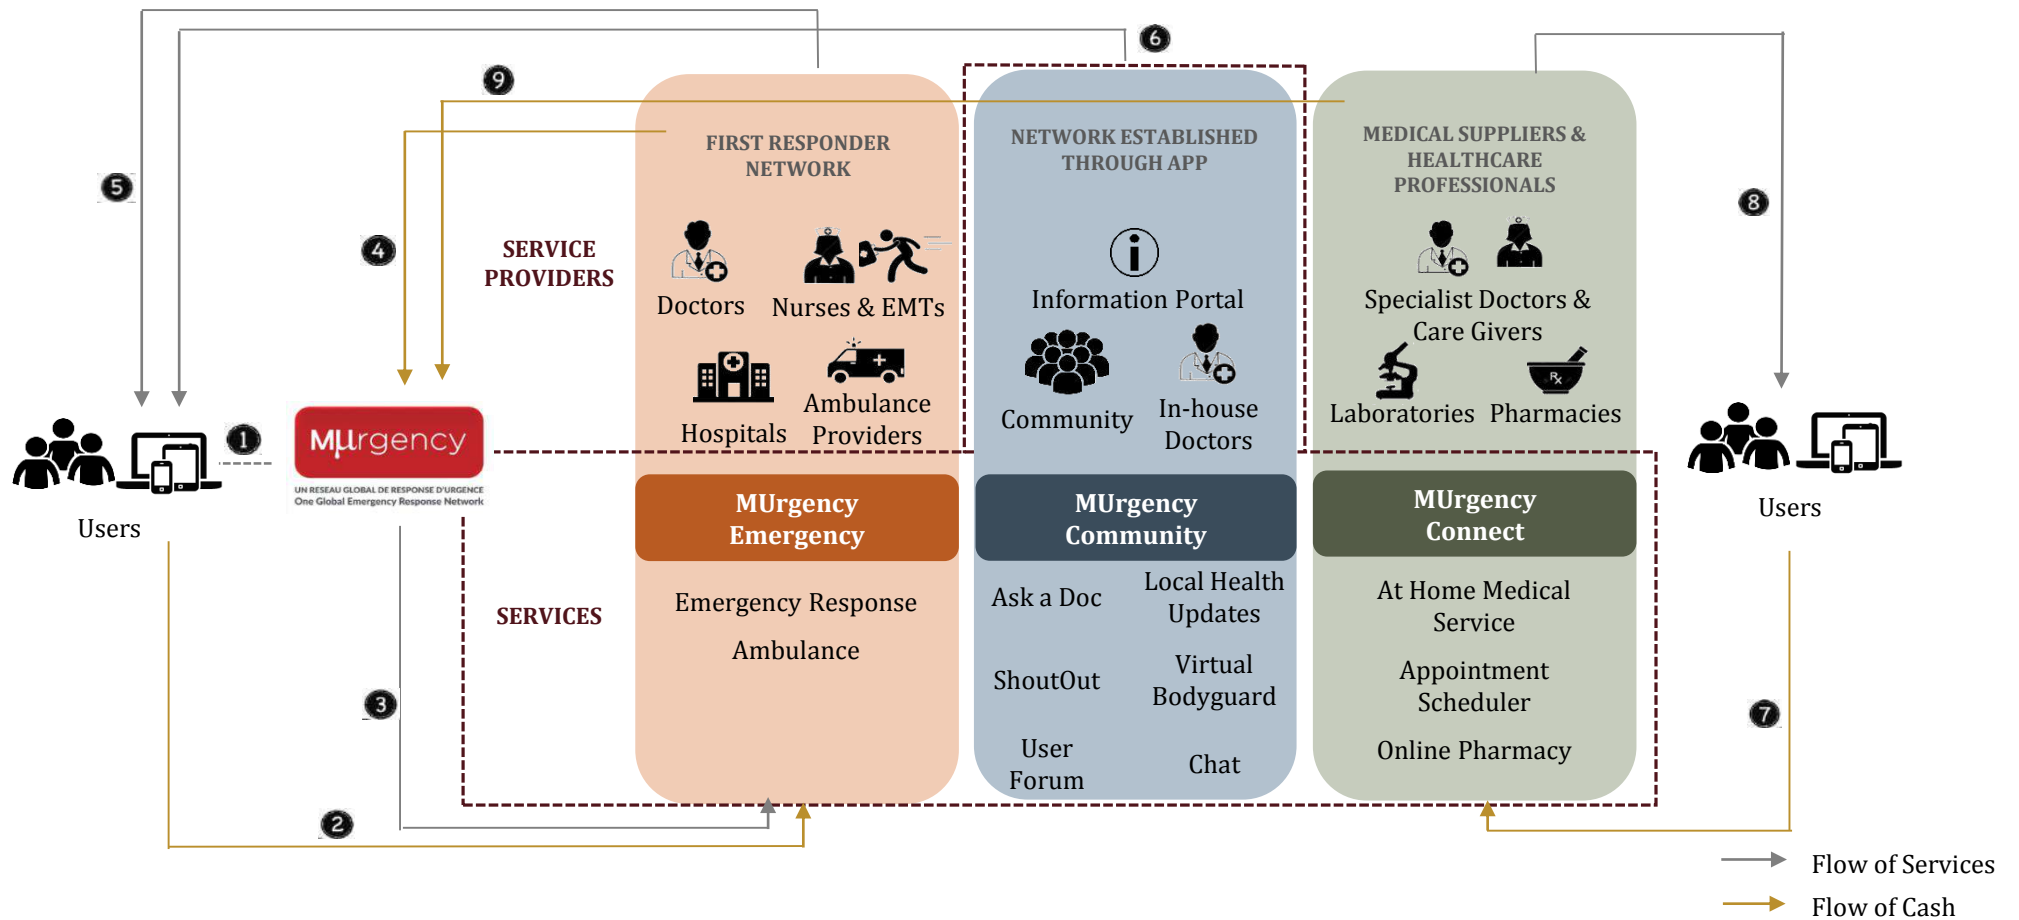 6
9
5
4
8
FIRST RESPONDER
NETWORK
NETWORK ESTABLISHED
THROUGH APP
MEDICAL SUPPLIERS &
HEALTHCARE
PROFESSIONALS
SERVICE
PROVIDERS
Doctors
Nurses & EMTs
Hospitals
Ambulance
Providers
Information Portal
Community
In-house
Doctors
Specialist Doctors &
Care Givers
Laboratories
Rx
Pharmacies
1
MUrgency
UN RESEAU GLOBAL DE RESPONSE D'URGENCE
One Global Emergency Response Network
Users
Users
MUrgency
Emergency
MUrgency
Community
MUrgency
Connect
SERVICES
Emergency Response
Ambulance
Ask a Doc
Local Health
Updates
ShoutOut
Virtual
Bodyguard
User
Forum
Chat
At Home Medical
Service
Appointment
Scheduler
Online Pharmacy
3
7
2
Flow of Services
Flow of Cash